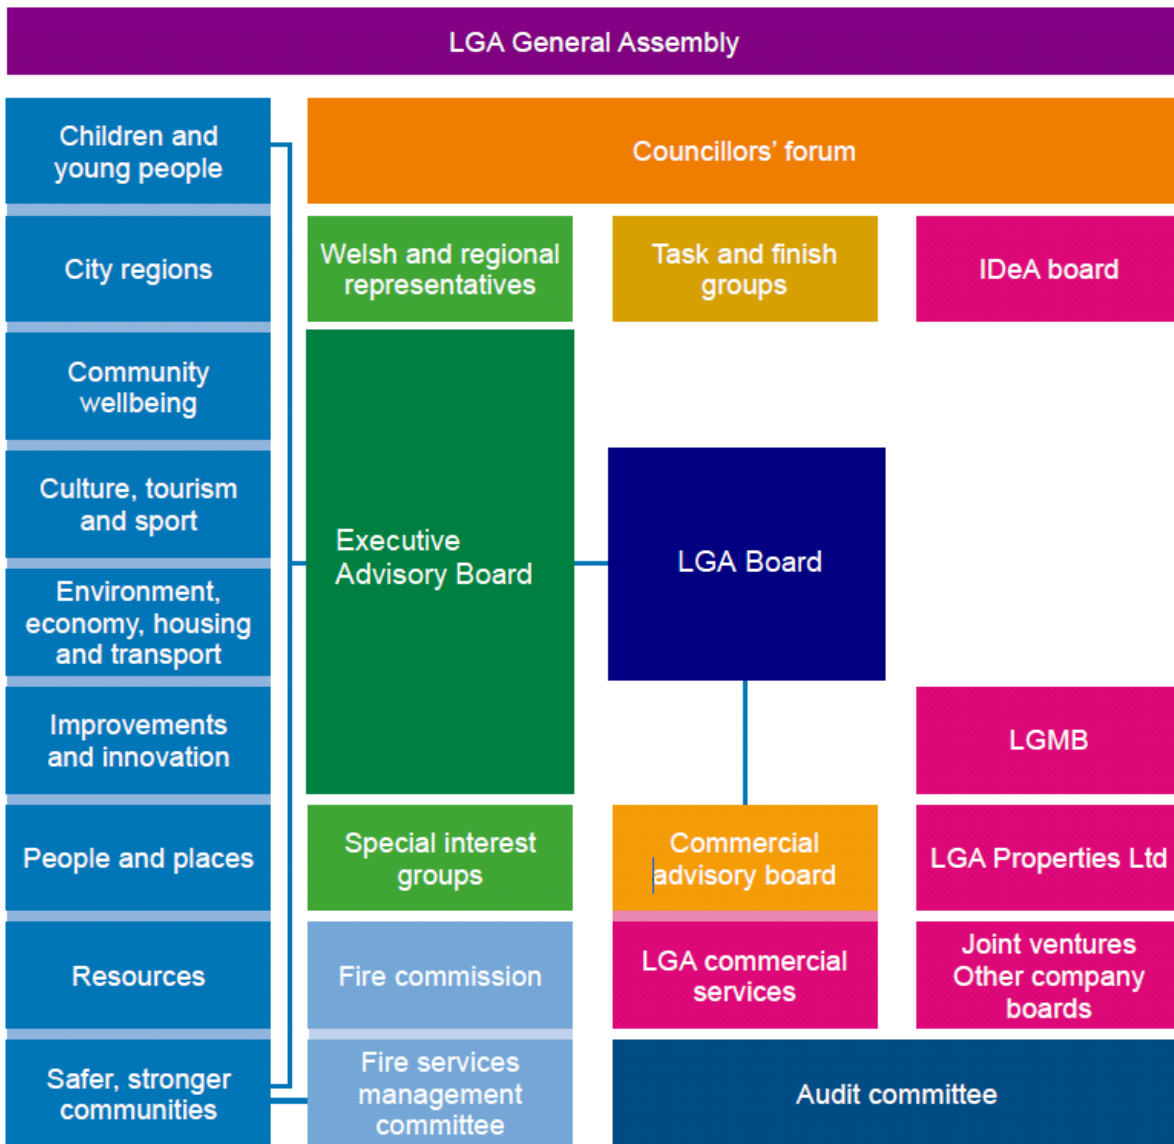 LGA General Assembly
Children and
young people
Councillors’ forum
City regions
Welsh and regional
representatives
Task and finish
groups
IDeA board
Community
wellbeing
Culture, tourism
and sport
Executive
Advisory Board
LGA Board
Environment,
economy, housing
and transport
Improvements
and innovation
LGMB
People and places
Special interest
groups
Commercial
advisory board
LGA Properties Ltd
Resources
Fire commission
LGA commercial
services
Joint ventures
Other company
boards
Safer, stronger
communities
Fire services
management
committee
Audit committee